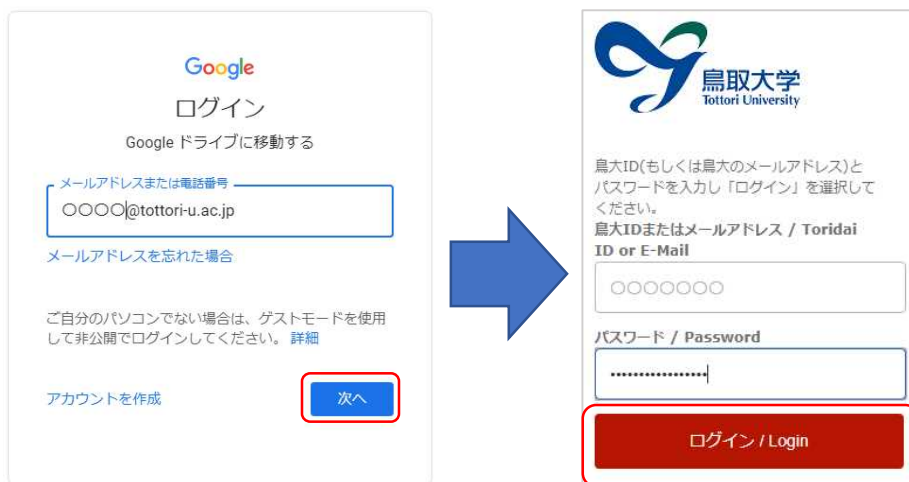 Google
ログイン
Google ドライブに移動する
メールアドレスまたは電話番号
〇〇〇〇@tottori-u.ac.jp
メールアドレスを忘れた場合
ご自分のパソコンでない場合は、ゲストモードを使用
して非公開でログインしてください。 詳細
アカウントを作成
次へ
鳥取大学
Tottori University
鳥大ID(もしくは鳥大のメールアドレス)と
パスワードを入力し「ログイン」を選択して
ください。
鳥大IDまたはメールアドレス / Toridai
ID or E-Mail
〇〇〇〇〇〇〇
パスワード / Password
•••••••••••••••••
ログイン / Login